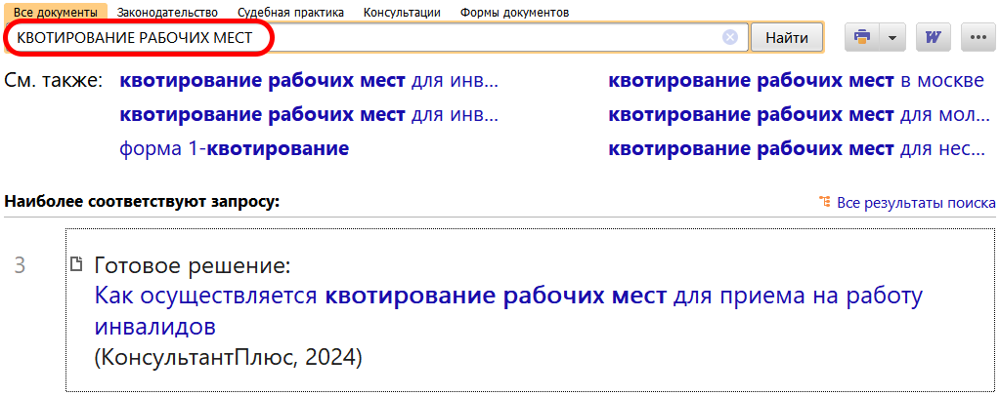 Все документы Законодательство Судебная практика Консультации Формы документов
КВОТИРОВАНИЕ РАБОЧИХ МЕСТ Найти
См. также: квотирование рабочих мест для инв... квотирование рабочих мест в москве
квотирование рабочих мест для инв... квотирование рабочих мест для мол...
форма 1-квотирование квотирование рабочих мест для нес...
Наиболее соответствуют запросу: Все результаты поиска
3 Готовое решение:
Как осуществляется квотирование рабочих мест для приема на работу
инвалидов
(КонсультантПлюс, 2024)